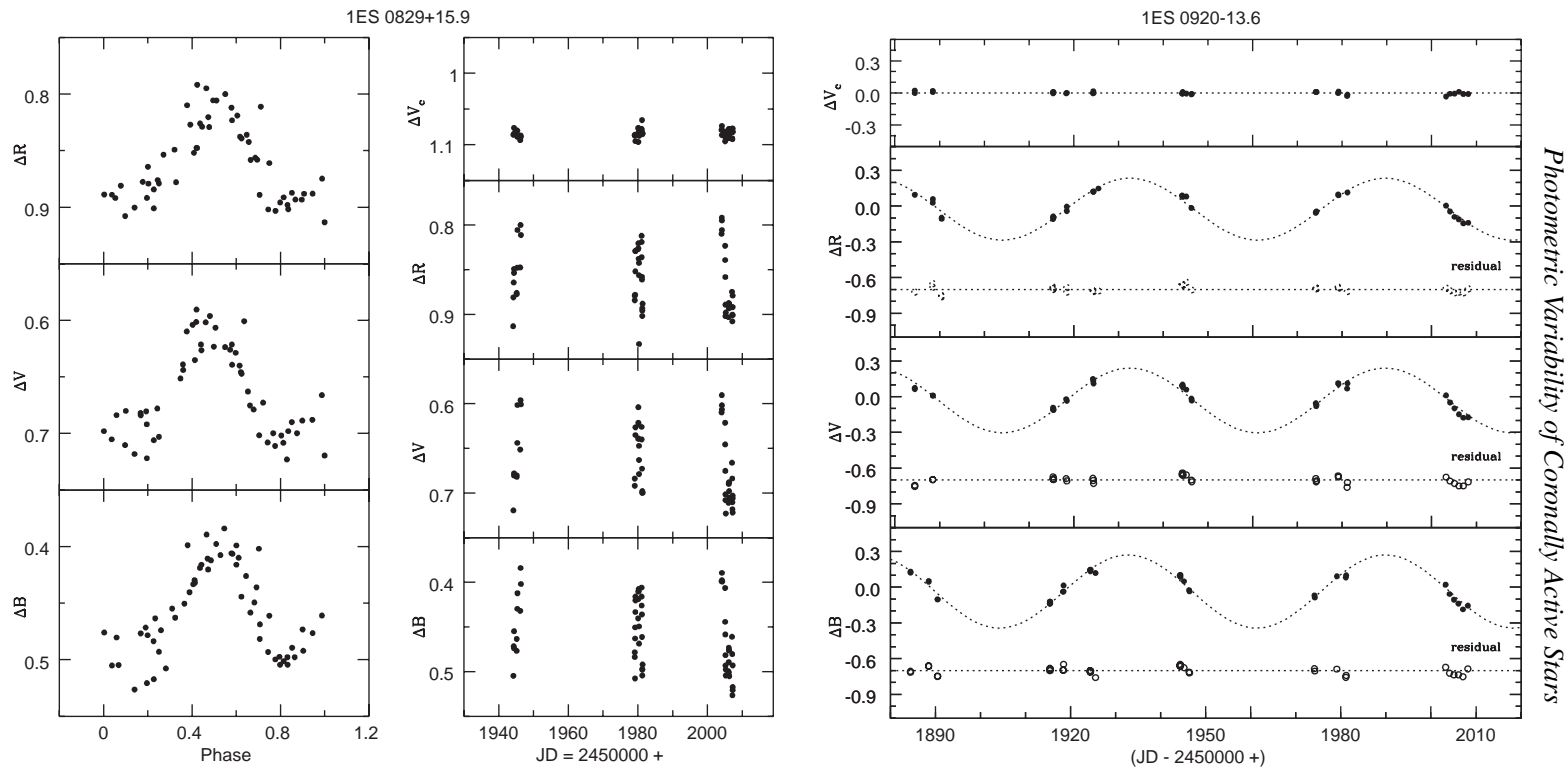 1ES 0829+15.9
0.8
0.9
ΔR
0.6
0.7
ΔV
0.4
0.5
ΔB
0 0.4 0.8 1.2
Phase
1
1.1
ΔVc
0.8
0.9
ΔR
0.6
0.7
ΔV
0.4
0.5
ΔB
1940 1960 1980 2000
JD = 2450000 +
1ES 0920-13.6
0.3
0.0
-0.3
ΔVc
0.3
0.0
-0.3
-0.6
-0.9
ΔR
residual
0.3
0.0
-0.3
-0.6
-0.9
ΔV
residual
0.3
0.0
-0.3
-0.6
-0.9
ΔB
residual
1890 1920 1950 1980 2010
(JD - 2450000 +)
Photometric Variability of Coronally Active Stars